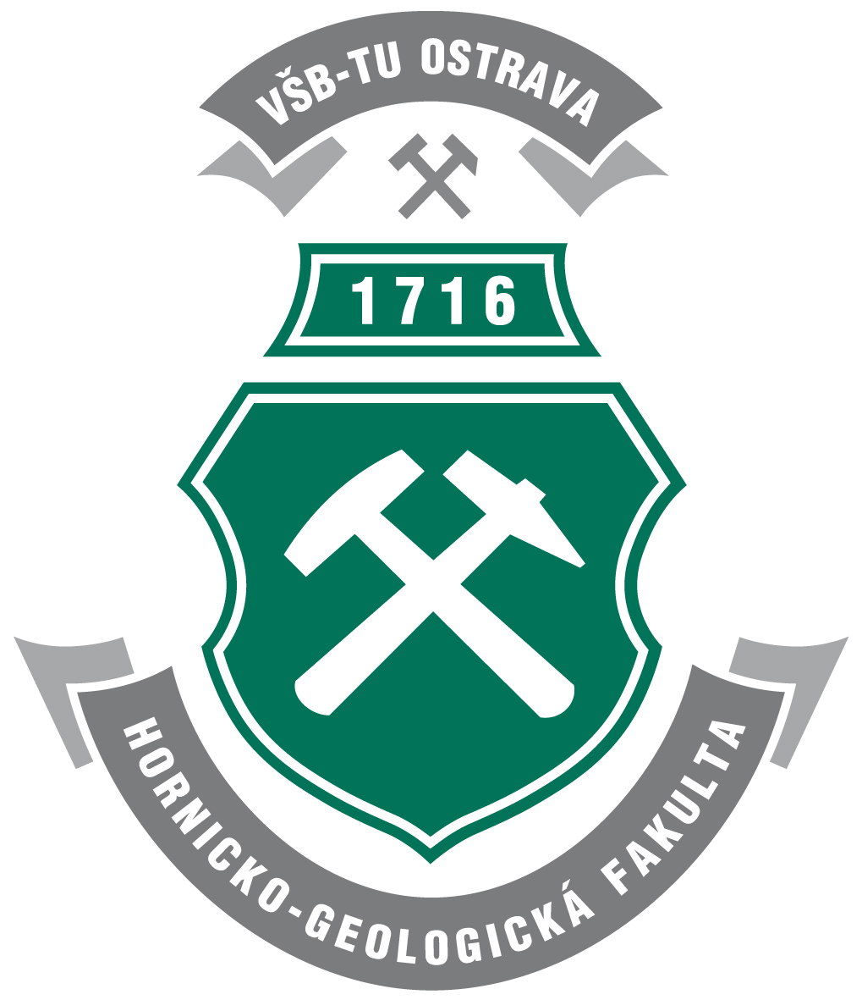 VŠB-TU OSTRAVA
1716
HORNICKO-GEOLOGICKÁ FAKULTA